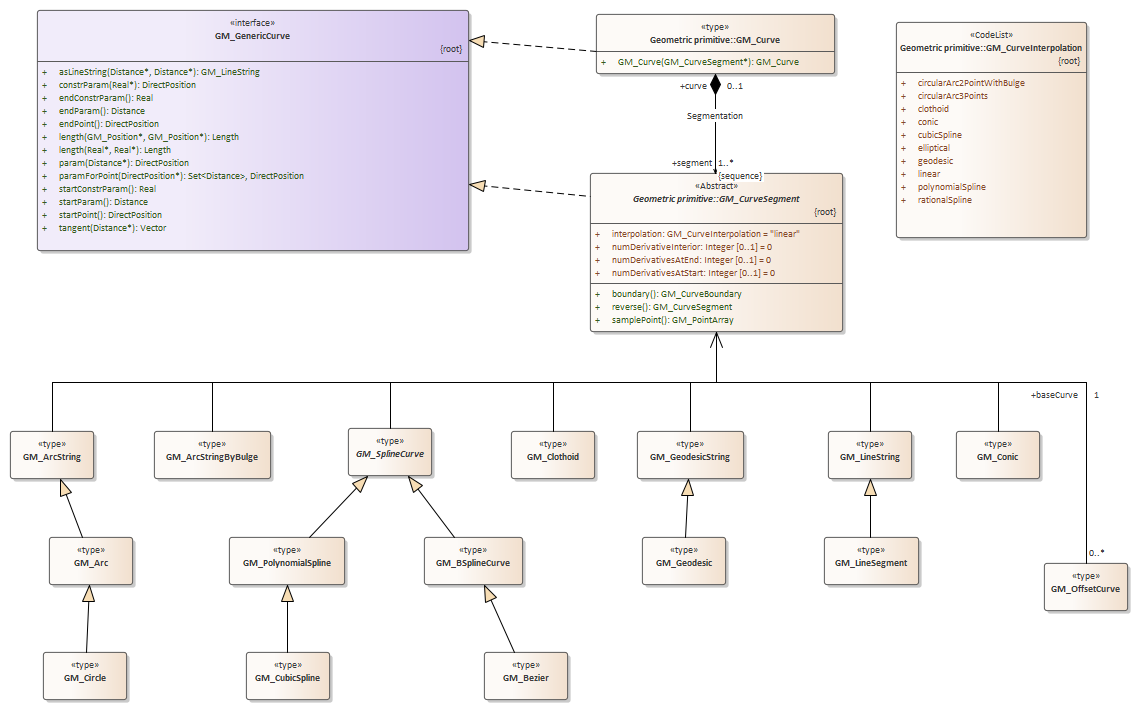 «interface»
GM_GenericCurve
{root}
+ asLineString(Distance*, Distance*): GM_LineString
+ constrParam(Real*): DirectPosition
+ endConstrParam(): Real
+ endParam(): Distance
+ endPoint(): DirectPosition
+ length(GM_Position*, GM_Position*): Length
+ length(Real*, Real*): Length
+ param(Distance*): DirectPosition
+ paramForPoint(DirectPosition*): Set<Distance>, DirectPosition
+ startConstrParam(): Real
+ startParam(): Distance
+ startPoint(): DirectPosition
+ tangent(Distance*): Vector
«type»
Geometric primitive::GM_Curve
+ GM_Curve(GM_CurveSegment*): GM_Curve
+curve 0..1
Segmentation
+segment 1..*
{sequence}
«Abstract»
Geometric primitive::GM_CurveSegment
{root}
+ interpolation: GM_CurveInterpolation = "linear"
+ numDerivativeInterior: Integer [0..1] = 0
+ numDerivativesAtEnd: Integer [0..1] = 0
+ numDerivativesAtStart: Integer [0..1] = 0
+ boundary(): GM_CurveBoundary
+ reverse(): GM_CurveSegment
+ samplePoint(): GM_PointArray
«CodeList»
Geometric primitive::GM_CurveInterpolation
{root}
+ circularArc2PointWithBulge
+ circularArc3Points
+ clothoid
+ conic
+ cubicSpline
+ elliptical
+ geodesic
+ linear
+ polynomialSpline
+ rationalSpline
+baseCurve 1
«type»
GM_ArcString
«type»
GM_ArcStringByBulge
«type»
GM_SplineCurve
«type»
GM_Clothoid
«type»
GM_GeodesicString
«type»
GM_LineString
«type»
GM_Conic
«type»
GM_Arc
«type»
GM_PolynomialSpline
«type»
GM_BSplineCurve
«type»
GM_Geodesic
«type»
GM_LineSegment
0..*
«type»
GM_OffsetCurve
«type»
GM_Circle
«type»
GM_CubicSpline
«type»
GM_Bezier